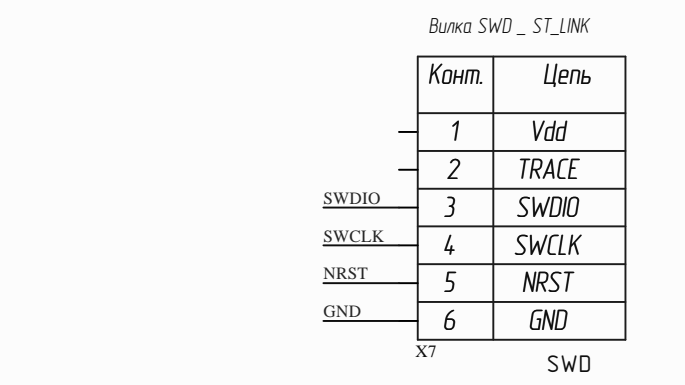 Вилка SWD _ ST_LINK
Конт. Цепь
1 Vdd
2 TRACE
SWDIO 3 SWDIO
SWCLK 4 SWCLK
NRST 5 NRST
GND 6 GND
X7
SWD